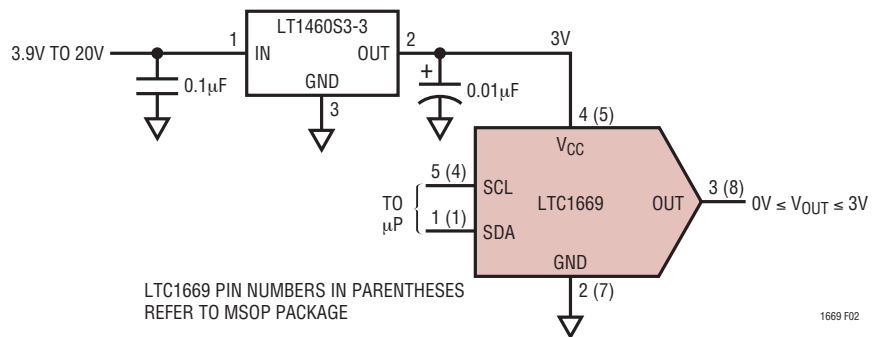 LT1460S3-3
3.9V TO 20V
1
IN
OUT
2
3V
GND
3
0.1µF
+
0.01µF
4 (5)
VCC
5 (4)
SCL
TO
µP
1 (1)
SDA
LTC1669
OUT
3 (8)
0V ≤ VOUT ≤ 3V
GND
2 (7)
LTC1669 PIN NUMBERS IN PARENTHESES
REFER TO MSOP PACKAGE
1669 F02